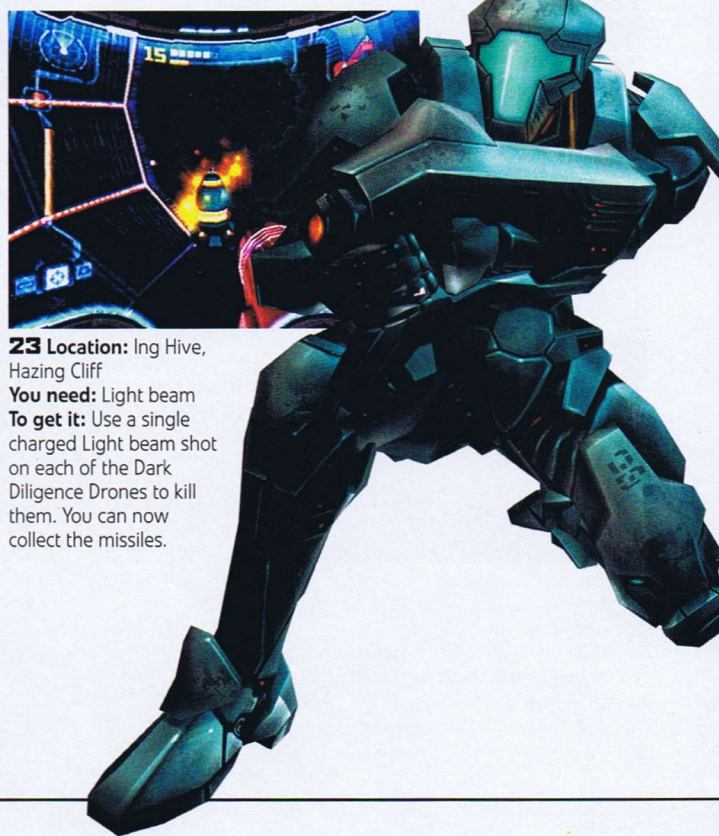 15
23 Location: Ing Hive,
Hazing Cliff
You need: Light beam
To get it: Use a single
charged Light beam shot
on each of the Dark
Diligence Drones to kill
them. You can now
collect the missiles.